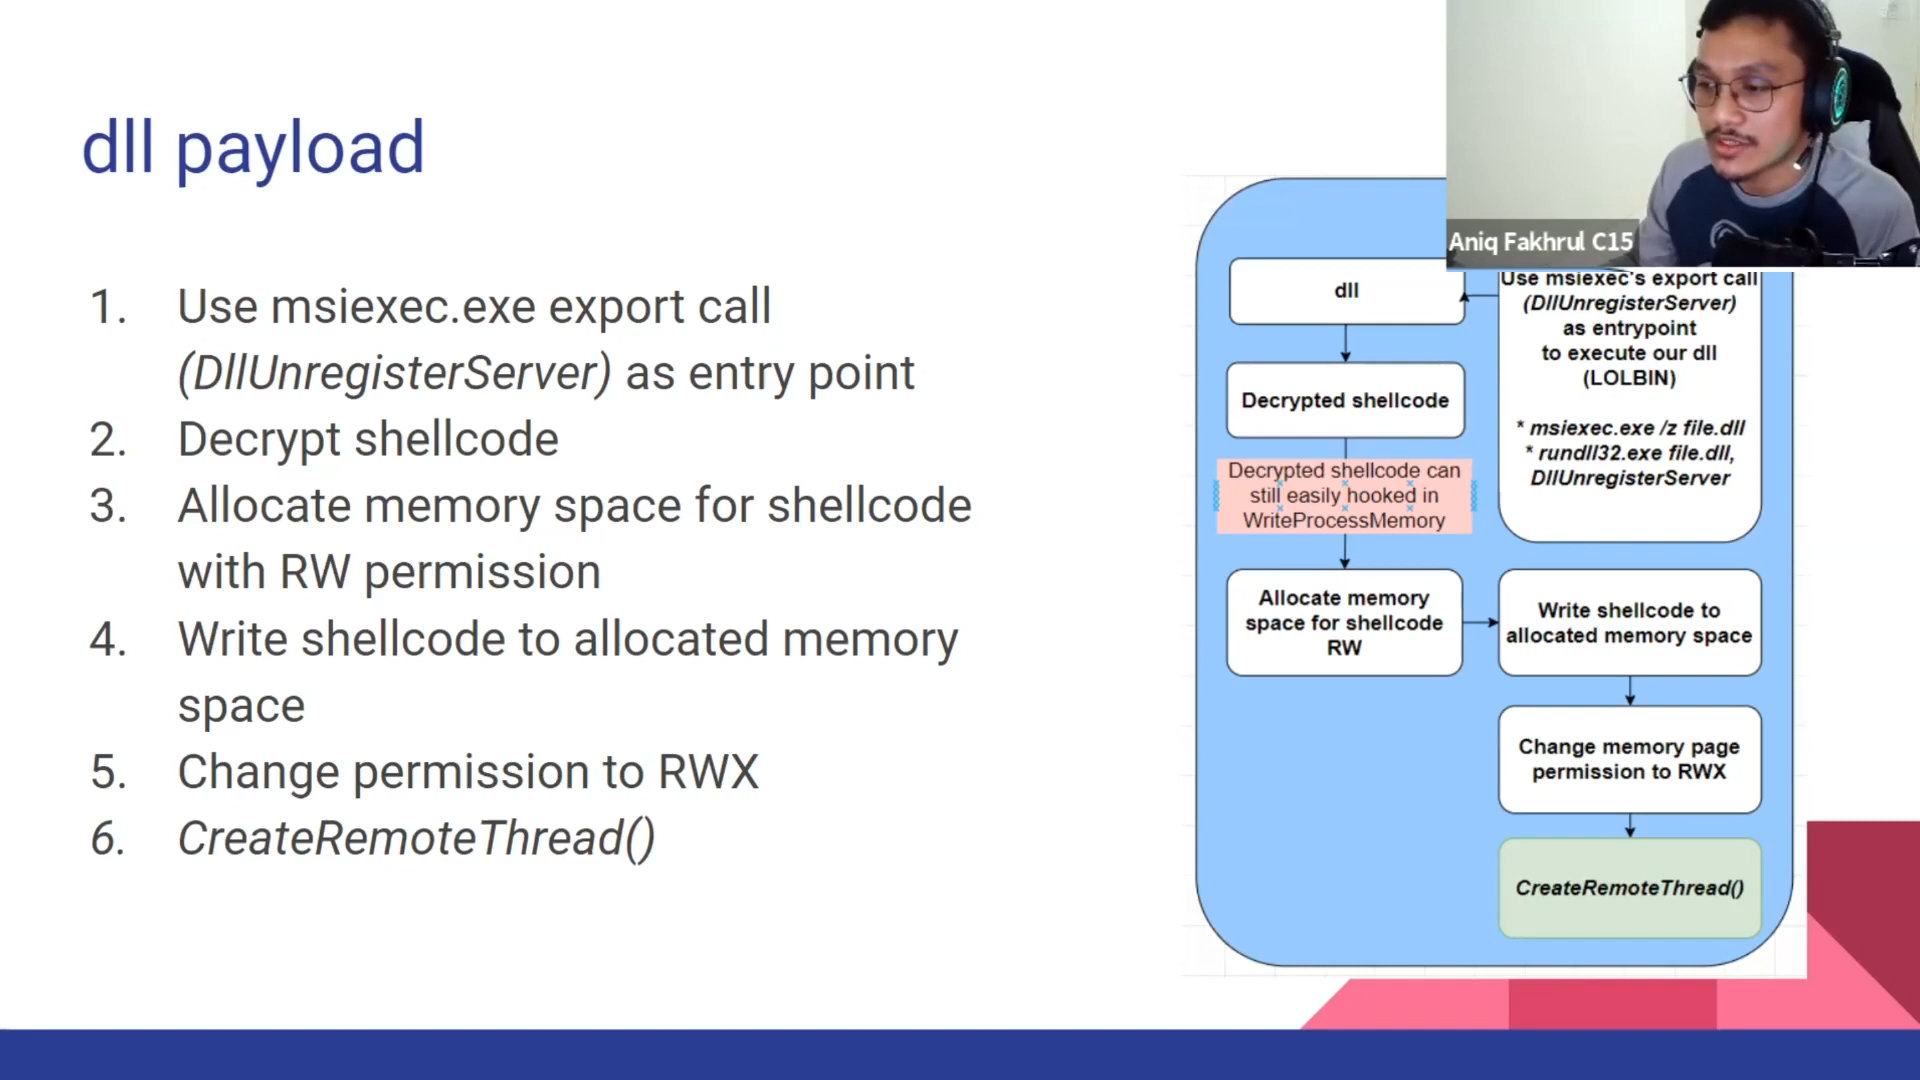 dll payload
1. Use msiexec.exe export call
(DllUnregisterServer) as entry point
2. Decrypt shellcode
3. Allocate memory space for shellcode
with RW permission
4. Write shellcode to allocated memory
space
5. Change permission to RWX
6. CreateRemoteThread()
Aniq Fakhrul C15
dll
Use msiexec's export call
(DllUnregisterServer)
as entrypoint
to execute our dll
(LOLBIN)
* msiexec.exe /z file.dll
* rundll32.exe file.dll,
DllUnregisterServer
Decrypted shellcode
Decrypted shellcode can
still easily hooked in
WriteProcessMemory
Allocate memory
space for shellcode
RW
Write shellcode to
allocated memory space
Change memory page
permission to RWX
CreateRemoteThread()